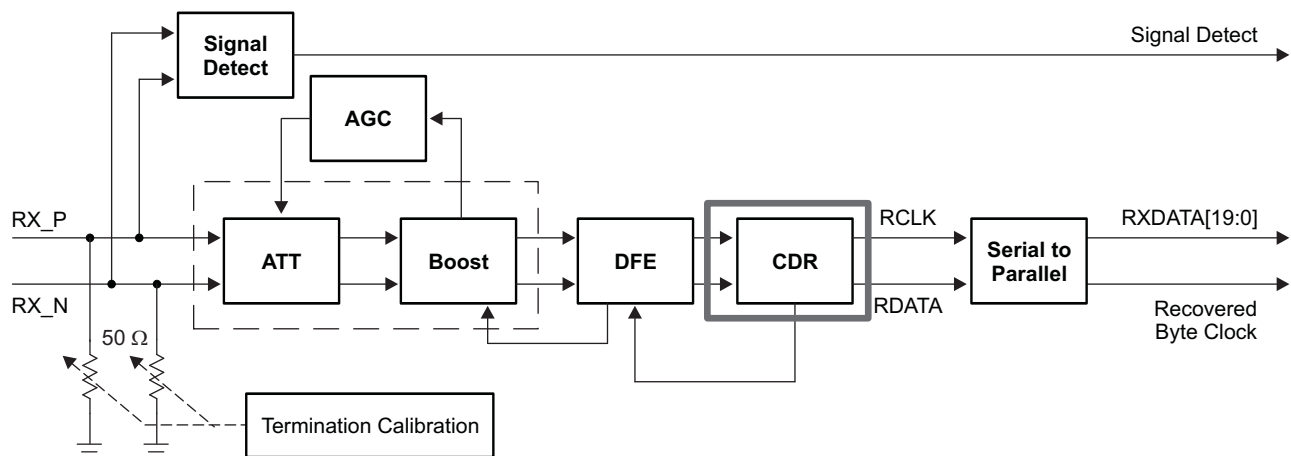 Signal
Detect
Signal Detect
AGC
RX_P
RX_N
ATT
Boost
DFE
CDR
RCLK
RDATA
Serial to
Parallel
RXDATA[19:0]
Recovered
Byte Clock
50 Ω
Termination Calibration